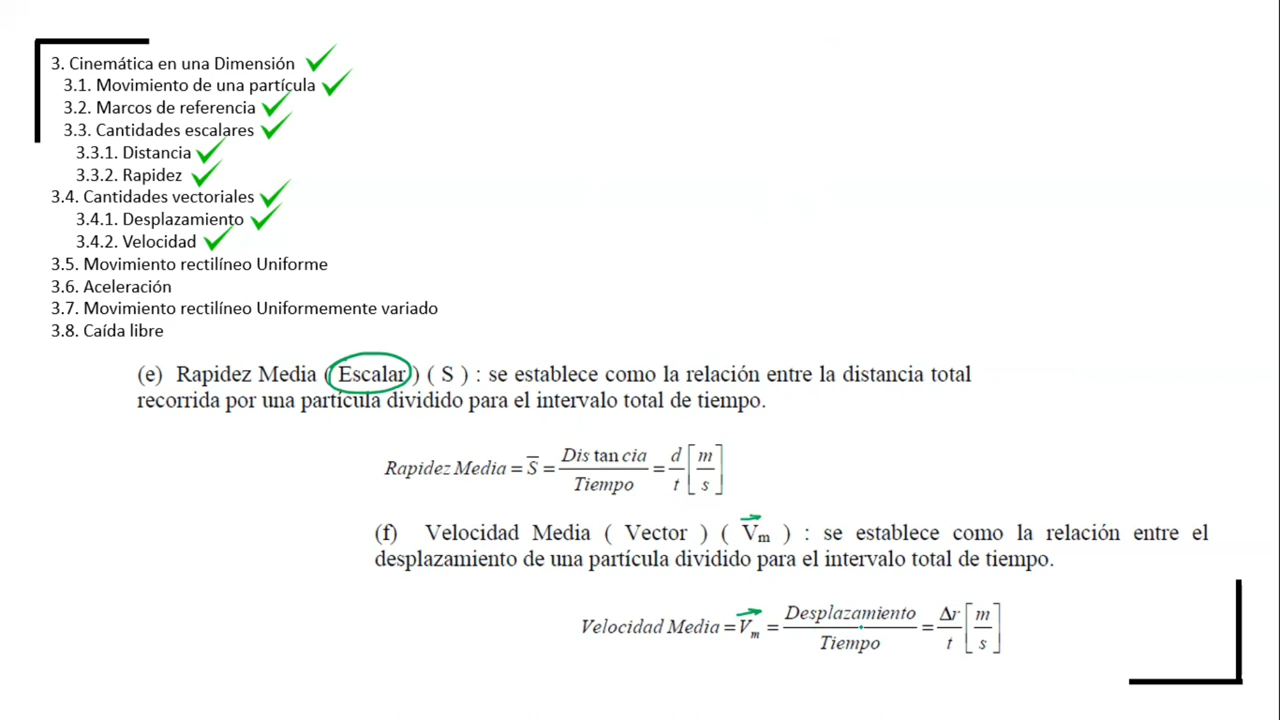 3. Cinemática en una Dimensión
3.1. Movimiento de una partícula
3.2. Marcos de referencia
3.3. Cantidades escalares
3.3.1. Distancia
3.3.2. Rapidez
3.4. Cantidades vectoriales
3.4.1. Desplazamiento
3.4.2. Velocidad
3.5. Movimiento rectilíneo Uniforme
3.6. Aceleración
3.7. Movimiento rectilíneo Uniformemente variado
3.8. Caída libre
(e) Rapidez Media ( Escalar ) ( S ) : se establece como la relación entre la distancia total
recorrida por una partícula dividido para el intervalo total de tiempo.
Rapidez Media = S̅ = Dis tan cia / Tiempo = d / t [ m / s ]
(f) Velocidad Media ( Vector ) ( V⃗m ) : se establece como la relación entre el
desplazamiento de una partícula dividido para el intervalo total de tiempo.
Velocidad Media = V⃗m = Desplazamiento / Tiempo = Δr / t [ m / s ]